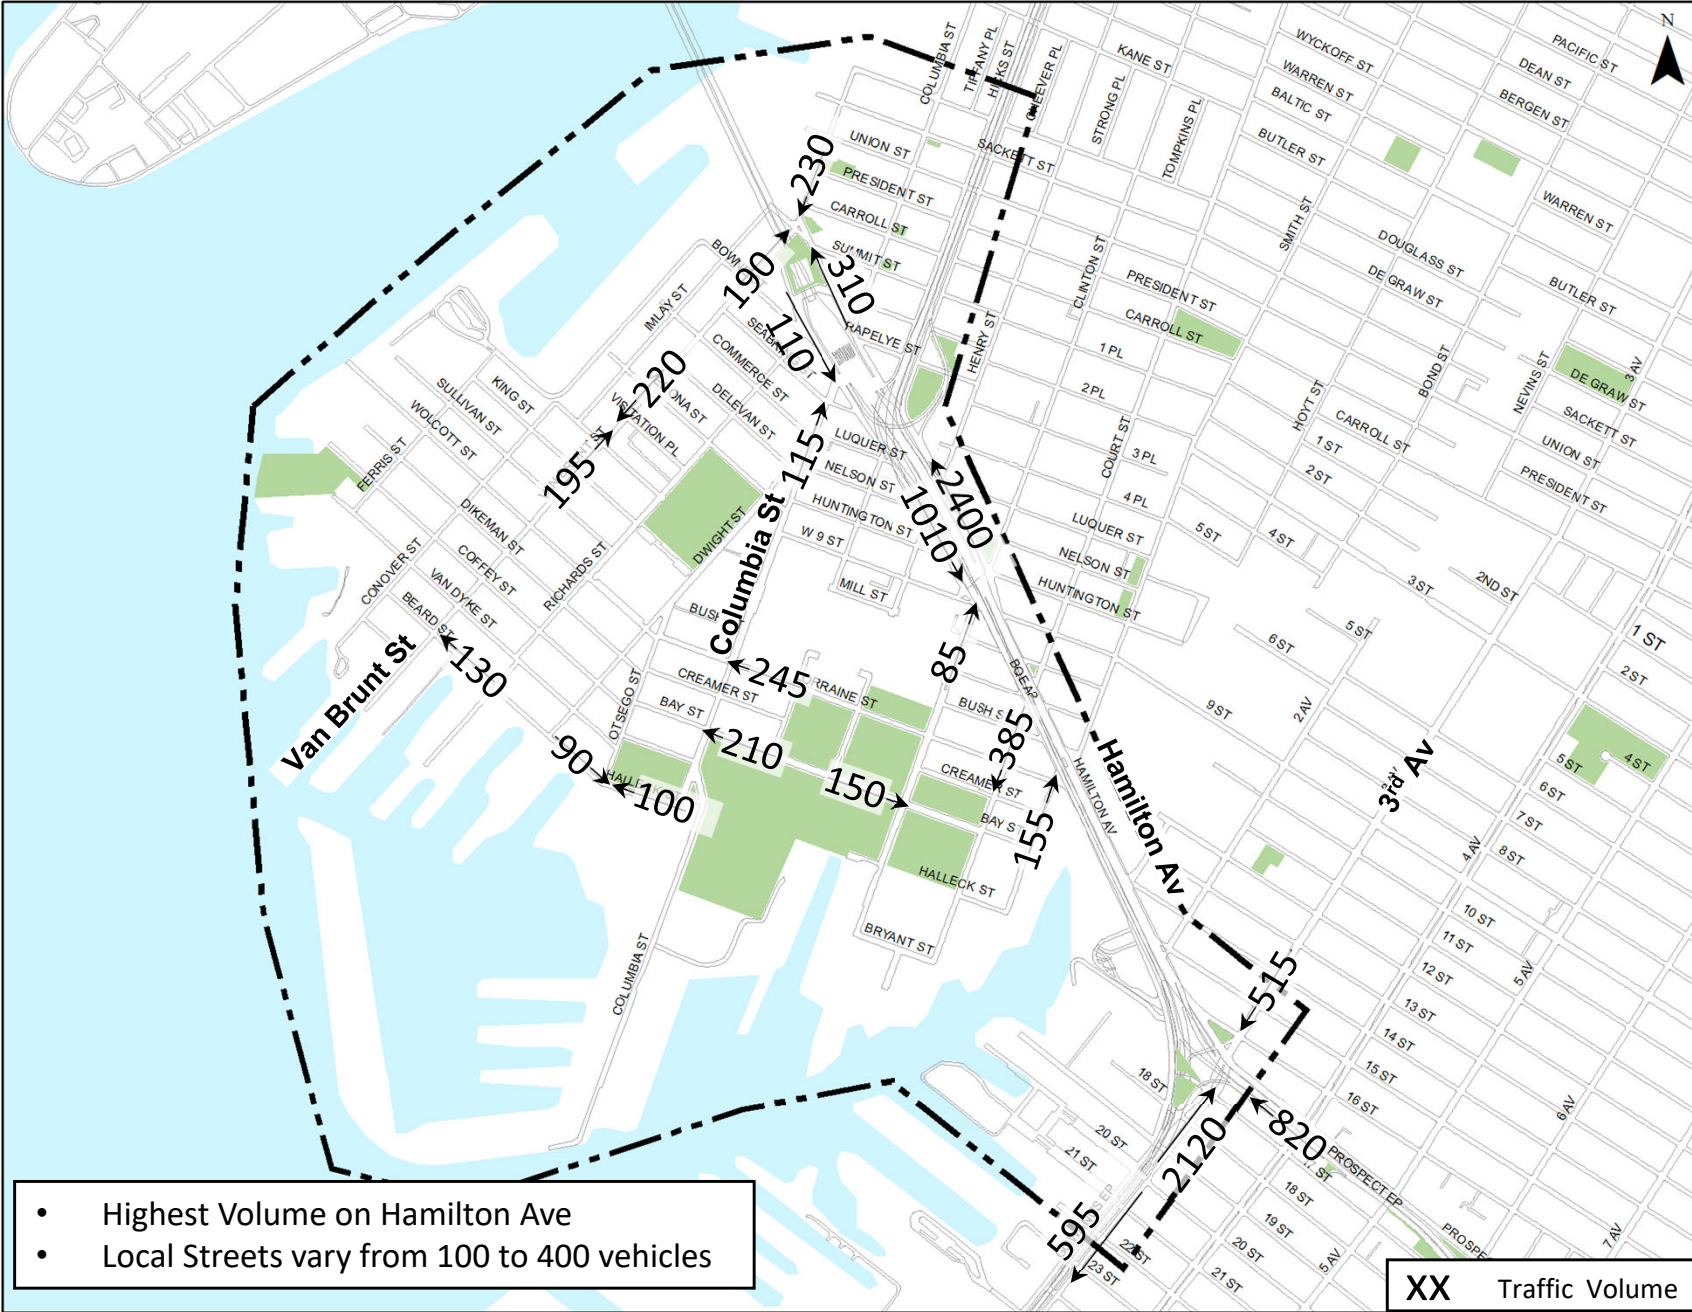 N
COLUMBIA ST
TIFFANY PL
HICKS ST
CHEEVER PL
KANE ST
STRONG PL
TOMPKINS PL
WYCKOFF ST
WARREN ST
BALTIC ST
BUTLER ST
PACIFIC ST
DEAN ST
BERGEN ST
WARREN ST
UNION ST
SACKETT ST
PRESIDENT ST
CARROLL ST
SUMMIT ST
230
190
310
110
RAPELYE ST
HENRY ST
CLINTON ST
SMITH ST
DOUGLASS ST
DE GRAW ST
BUTLER ST
PRESIDENT ST
CARROLL ST
1 PL
2 PL
3 PL
4 PL
COURT ST
HOYT ST
BOND ST
NEVINS ST
3 AV
DE GRAW ST
SACKETT ST
UNION ST
PRESIDENT ST
CARROLL ST
1 ST
2 ST
IMLAY ST
COMMERCE ST
DELEVAN ST
VISITATION PL
KING ST
SULLIVAN ST
WOLCOTT ST
220
195
115
FERRIS ST
DIKEMAN ST
COFFEY ST
VAN DYKE ST
BEARD ST
CONOVER ST
RICHARDS ST
DWIGHT ST
Columbia St
LUQUER ST
NELSON ST
HUNTINGTON ST
W 9 ST
MILL ST
2400
1010
LUQUER ST
NELSON ST
HUNTINGTON ST
5 ST
4 ST
3 ST
2ND ST
5 ST
6 ST
1 ST
2 ST
85
Van Brunt St
130
OTSEGO ST
CREAMER ST
BAY ST
245
210
90
100
150
BUSH S
385
CREAMER ST
BAY ST
155
HALLECK ST
BRYANT ST
COLUMBIA ST
HAMILTON AV
Hamilton Av
9 ST
2 AV
3rd Av
4 ST
5 ST
6 ST
7 ST
8 ST
4 AV
10 ST
11 ST
12 ST
13 ST
14 ST
15 ST
16 ST
5 AV
6 AV
515
18 ST
20 ST
21 ST
820
2120
595
PROSPECT EP
18 ST
19 ST
20 ST
21 ST
22 ST
23 ST
5 AV
7 AV
• Highest Volume on Hamilton Ave
• Local Streets vary from 100 to 400 vehicles
XX Traffic Volume